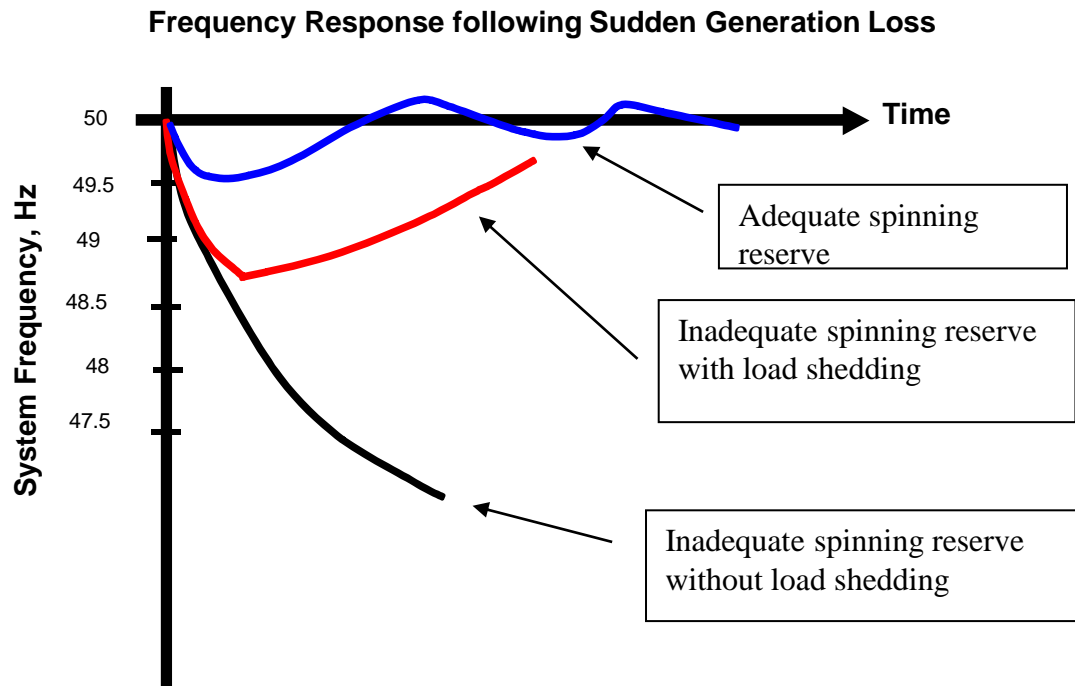 Frequency Response following Sudden Generation Loss
Time
System Frequency, Hz
50
49.5
49
48.5
48
47.5
Adequate spinning
reserve
Inadequate spinning reserve
with load shedding
Inadequate spinning reserve
without load shedding